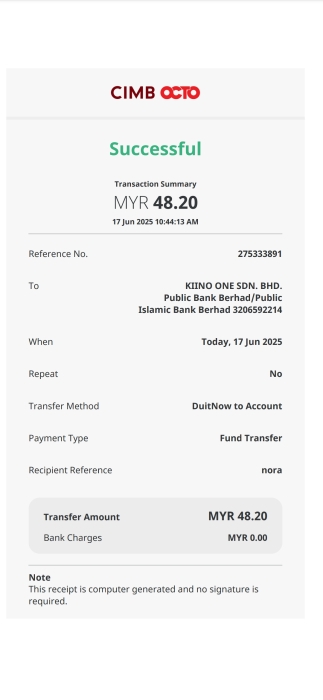 CIMB OCTO
Successful
Transaction Summary
MYR 48.20
17 Jun 2025 10:44:13 AM
Reference No. 275333891
To KIINO ONE SDN. BHD.
Public Bank Berhad/Public
Islamic Bank Berhad 3206592214
When Today, 17 Jun 2025
Repeat No
Transfer Method DuitNow to Account
Payment Type Fund Transfer
Recipient Reference nora
Transfer Amount MYR 48.20
Bank Charges MYR 0.00
Note
This receipt is computer generated and no signature is
required.